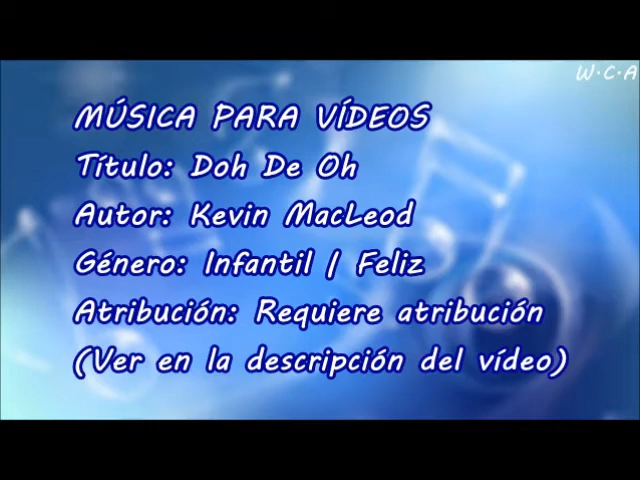 W.C.A
MÚSICA PARA VÍDEOS
Título: Doh De Oh
Autor: Kevin MacLeod
Género: Infantil | Feliz
Atribución: Requiere atribución
(Ver en la descripción del vídeo)